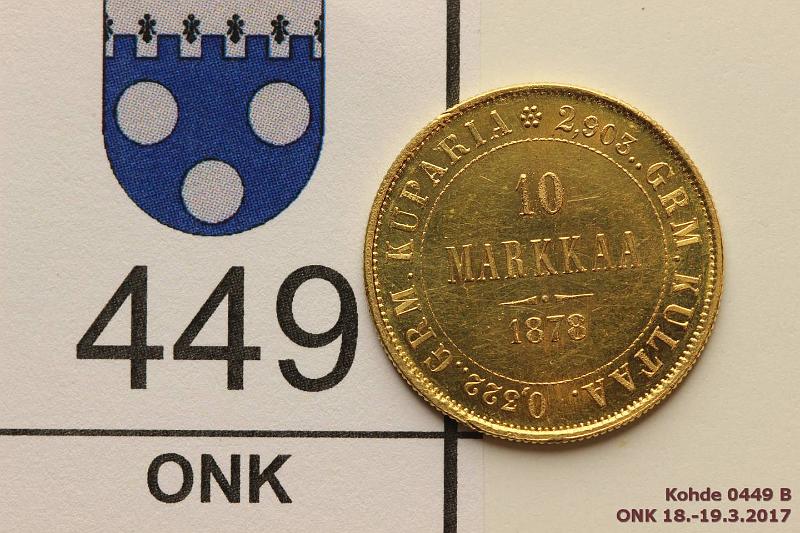 449
ONK
2,903.. GRM. KULTAA.
0,322.. GRM. KUPARIA
10
MARKKAA
1878
Kohde 0449 B
ONK 18.-19.3.2017